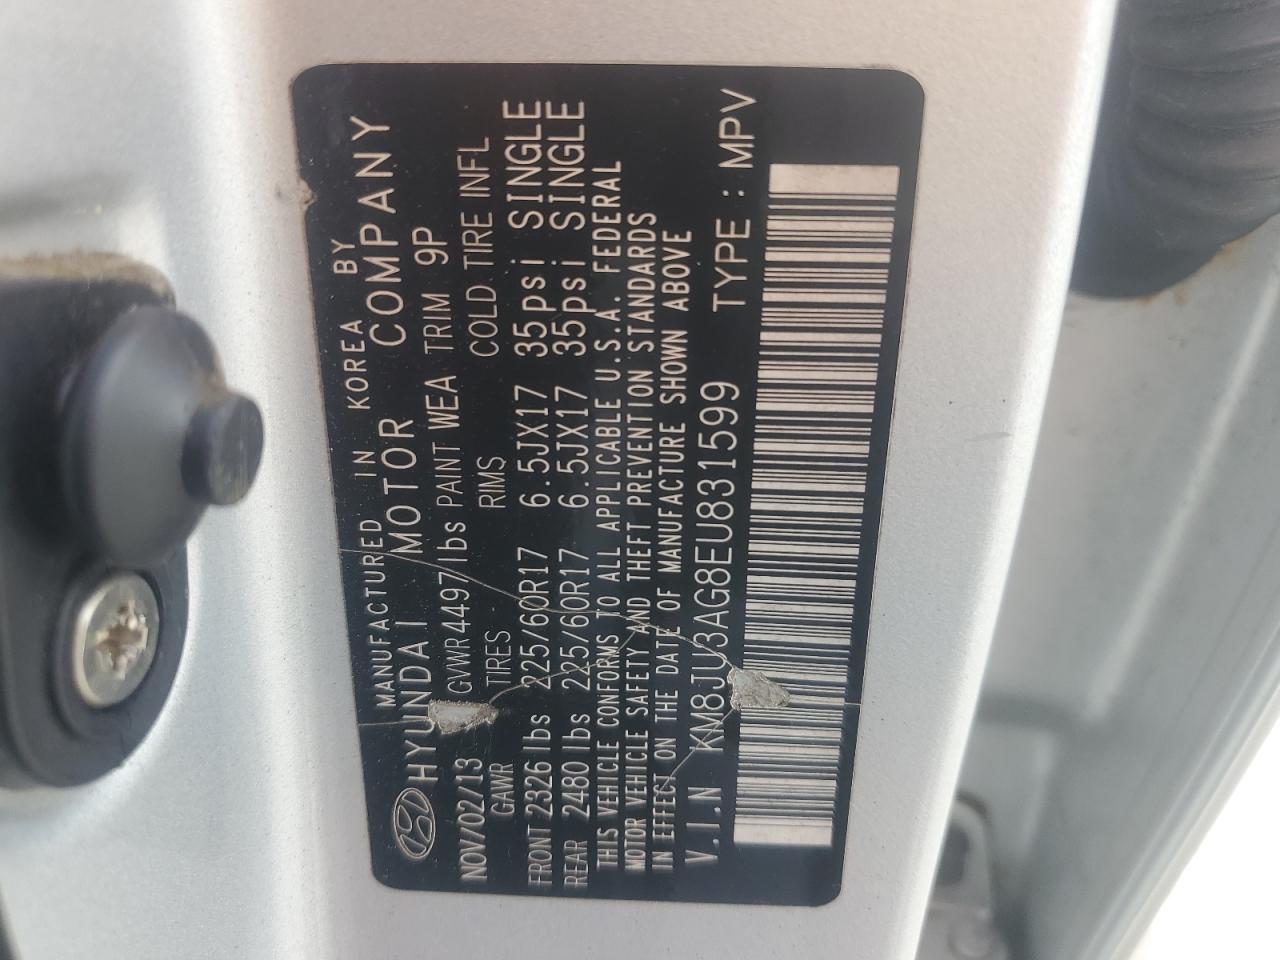 MANUFACTURED IN KOREA BY
HYUNDAI MOTOR COMPANY
NOV/02/13 GVWR 4497 lbs PAINT WEA TRIM 9P
GAWR TIRES RIMS COLD TIRE INFL
FRONT 2326 lbs 225/60R17 6.5JX17 35psi SINGLE
REAR 2480 lbs 225/60R17 6.5JX17 35psi SINGLE
THIS VEHICLE CONFORMS TO ALL APPLICABLE U.S.A. FEDERAL
MOTOR VEHICLE SAFETY AND THEFT PREVENTION STANDARDS
IN EFFECT ON THE DATE OF MANUFACTURE SHOWN ABOVE
V.I.N KM8JU3AG8EU831599 TYPE : MPV